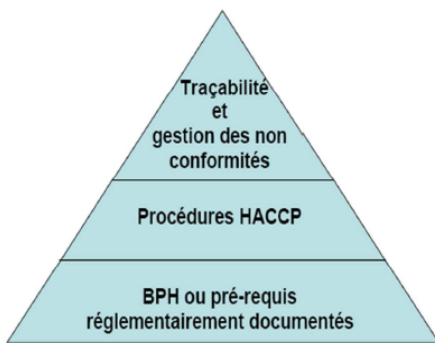 Traçabilité
et
gestion des non
conformités
Procédures HACCP
BPH ou pré-requis
réglementairement documentés